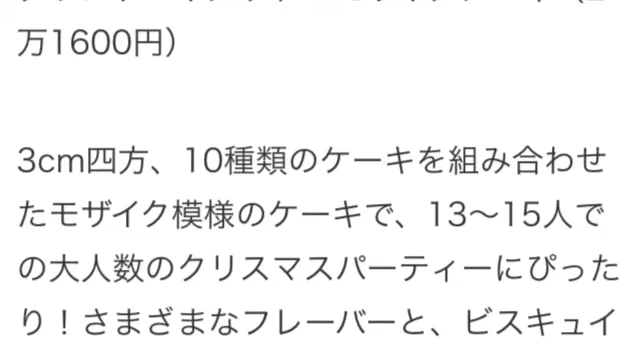 万1600円）
3cm四方、10種類のケーキを組み合わせ
たモザイク模様のケーキで、13〜15人で
の大人数のクリスマスパーティーにぴった
り！さまざまなフレーバーと、ビスキュイ